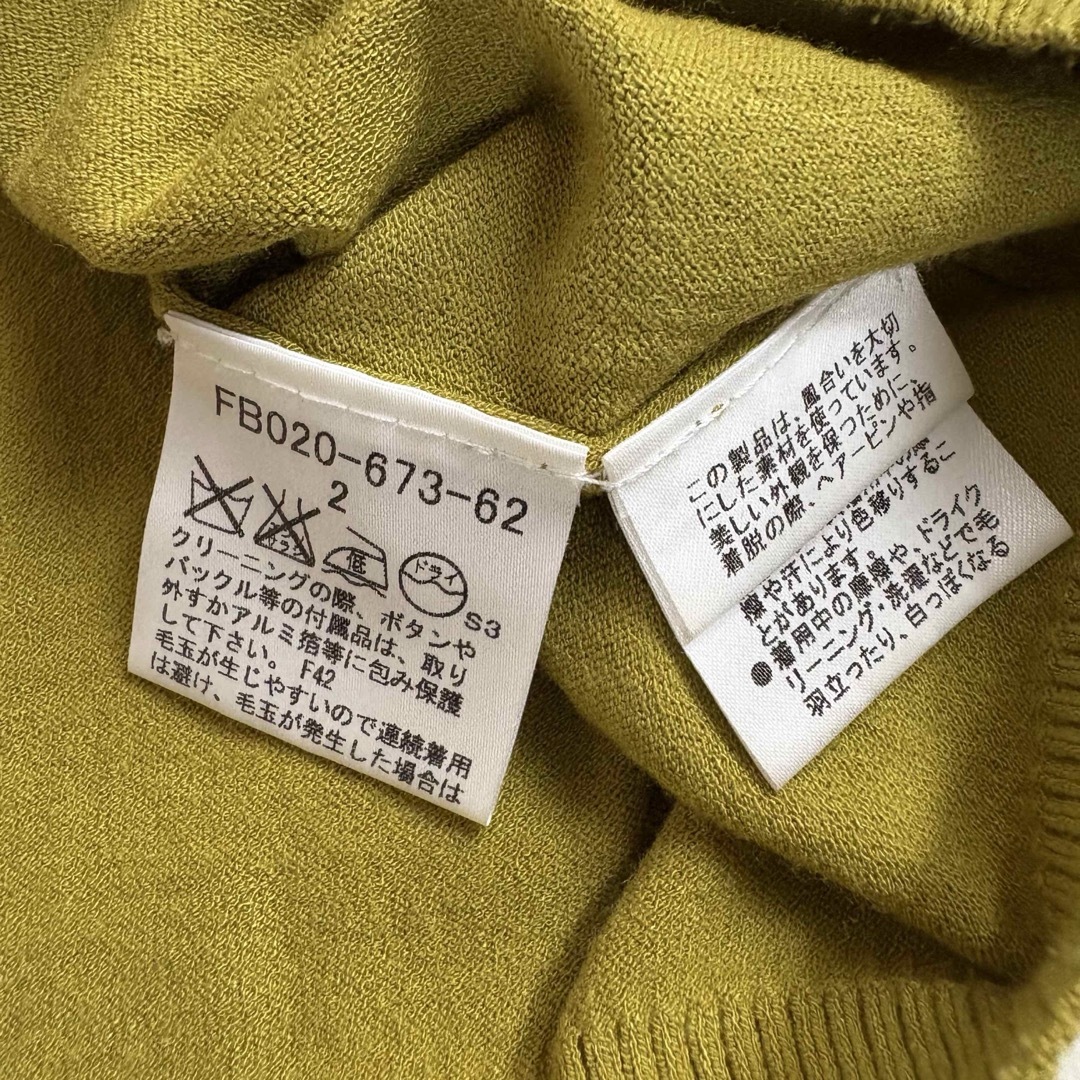 FB020-673-62
2
エンソサラシ
低
ドライ
S3
クリーニングの際、ボタンや
バックル等の付属品は、取り
外すかアルミ箔等に包み保護
して下さい。 F42
毛玉が生じやすいので連続着用
は避け、毛玉が発生した場合は
この製品は、風合いを大切
にした素材を使っています。
美しい外観を保つために、
着脱の際、ヘアーピンや指
擦や汗により色移りするこ
とがあります。
●着用中の摩擦や、ドライク
リーニング・洗濯などで毛
羽立ったり、白っぽくなる